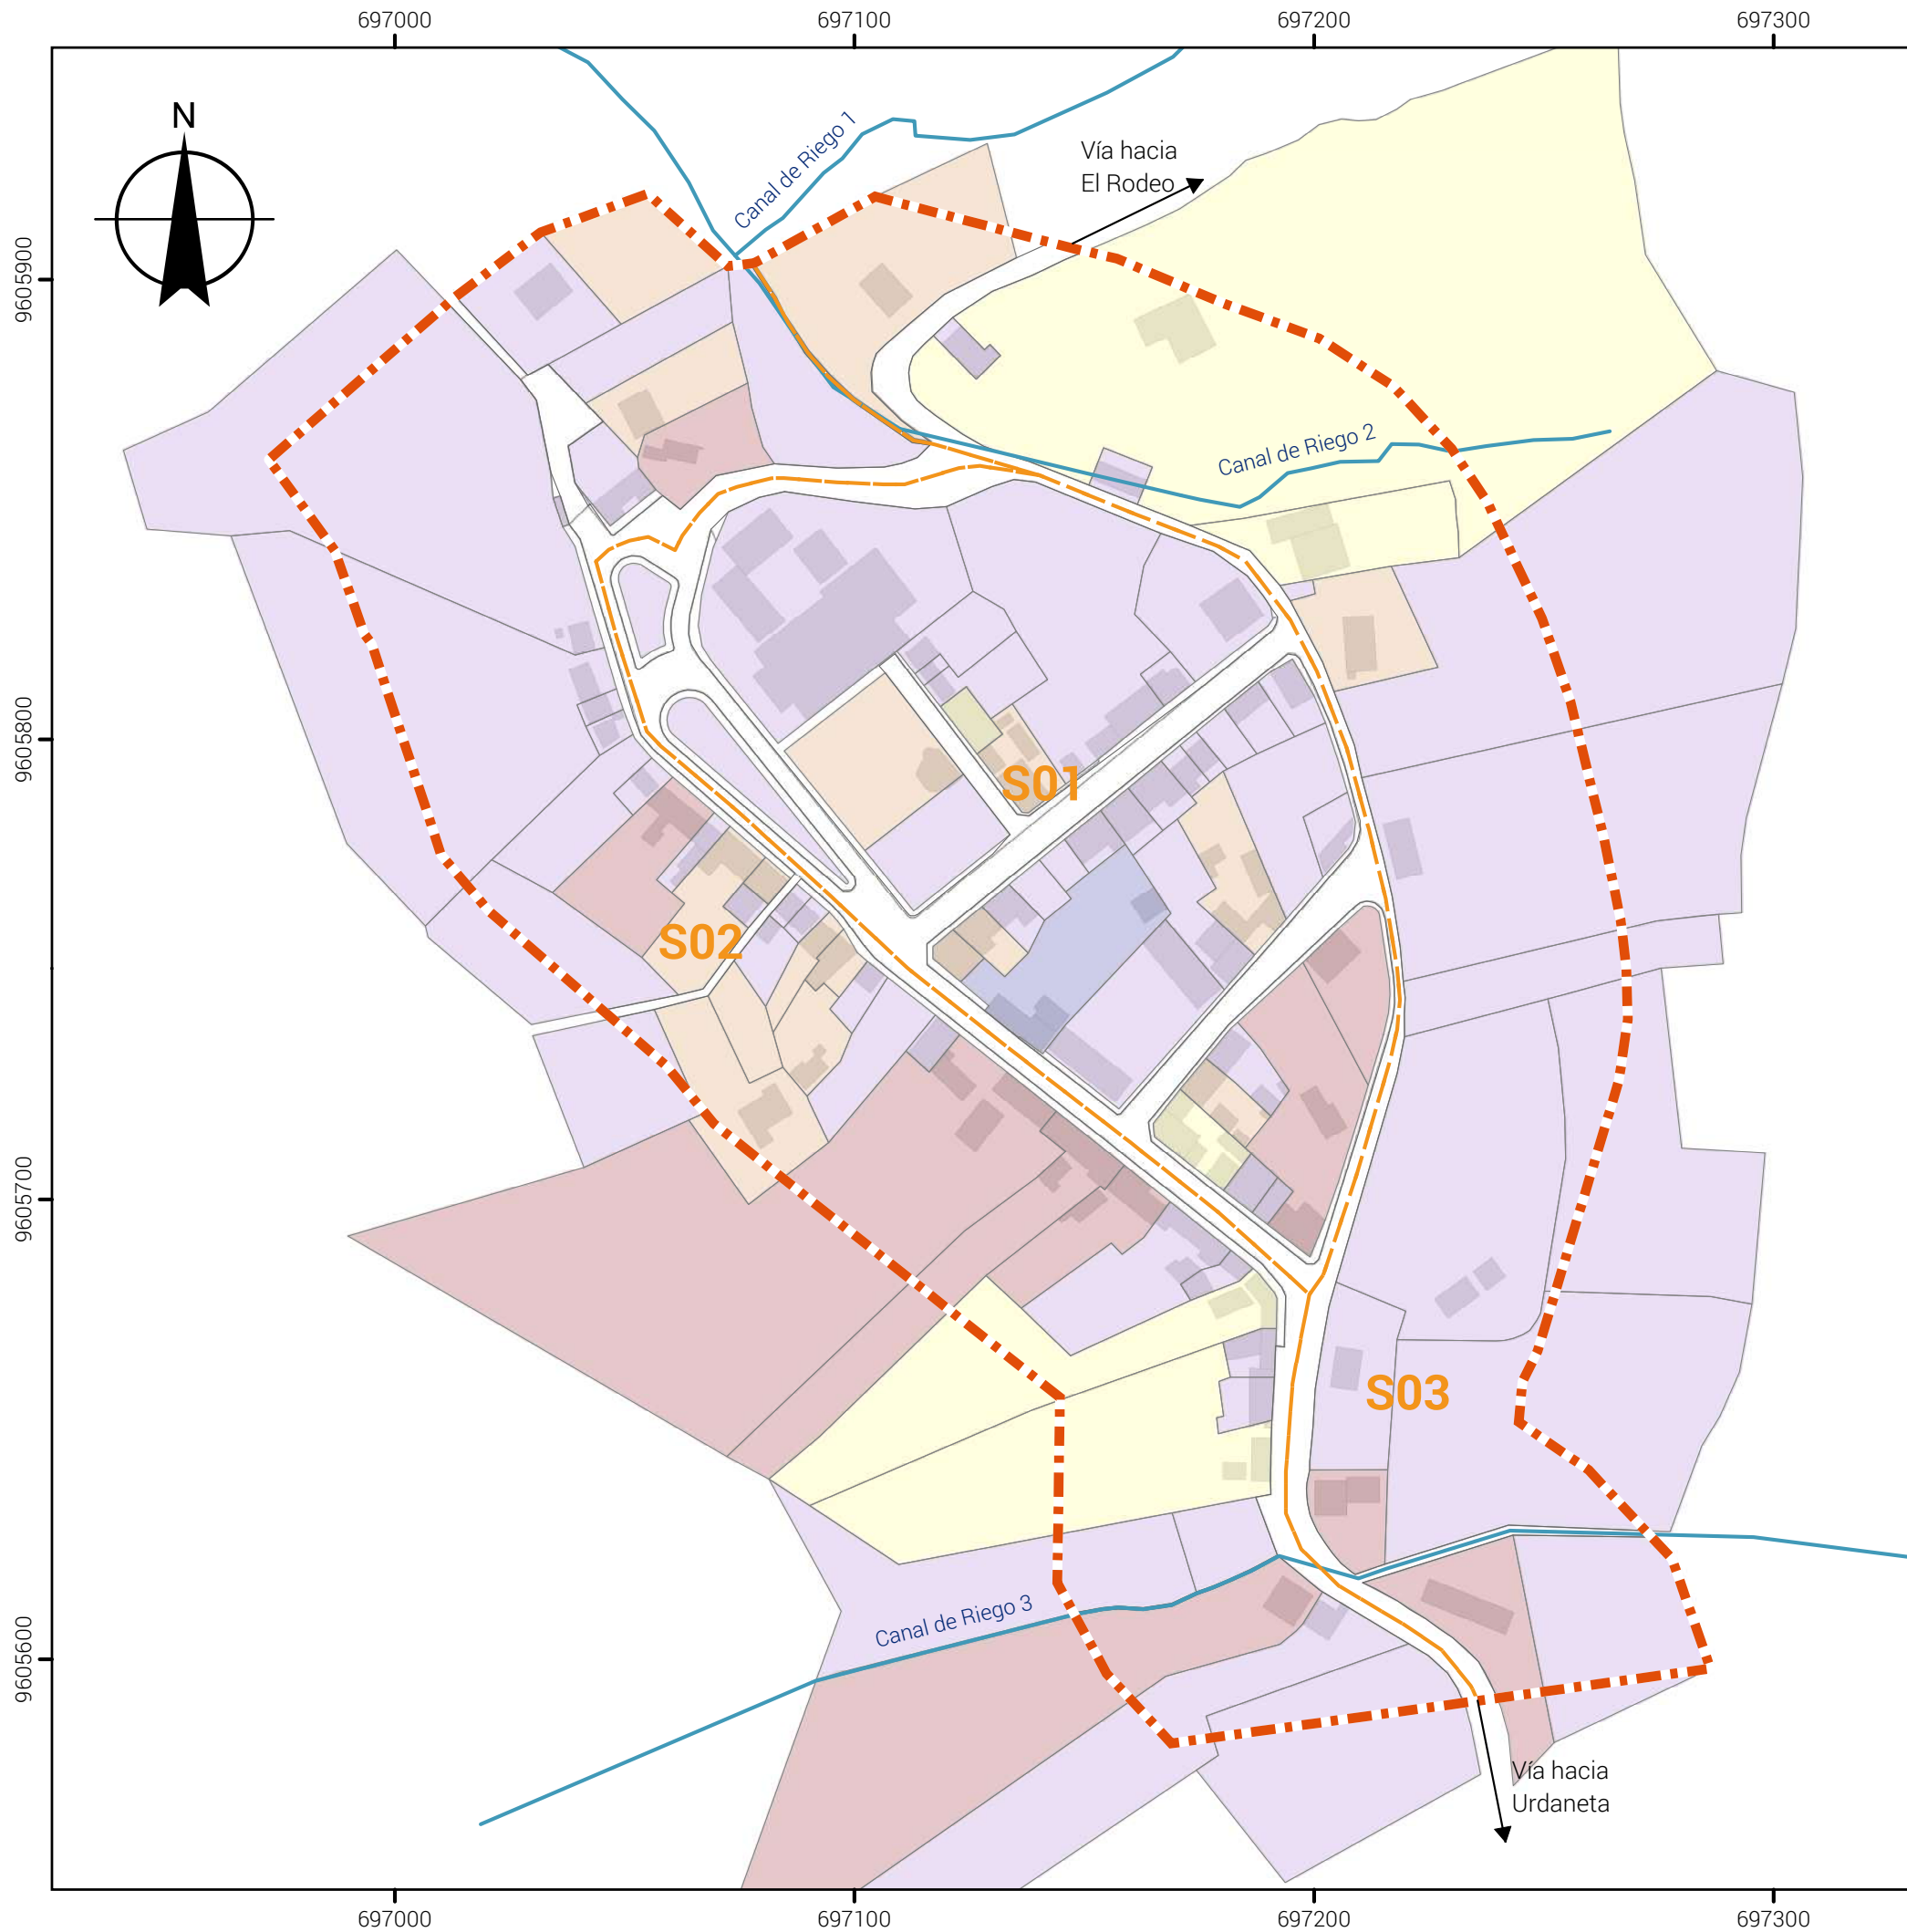 697000
697100
697200
697300
N
Canal de Riego 1
Vía hacia
El Rodeo
9605900
Canal de Riego 2
9605800
S01
S02
9605700
S03
9605600
Canal de Riego 3
Vía hacia
Urdaneta
697000
697100
697200
697300